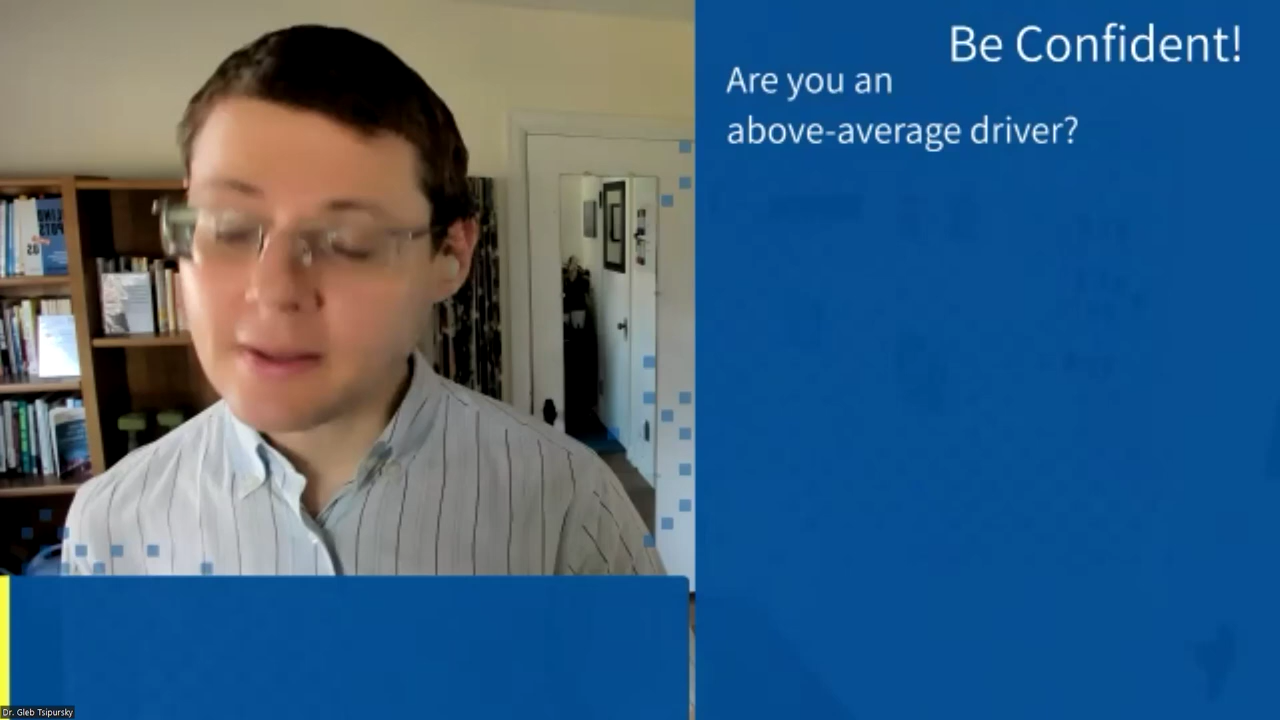 Be Confident!
Are you an
above-average driver?
Dr. Gleb Tsipursky